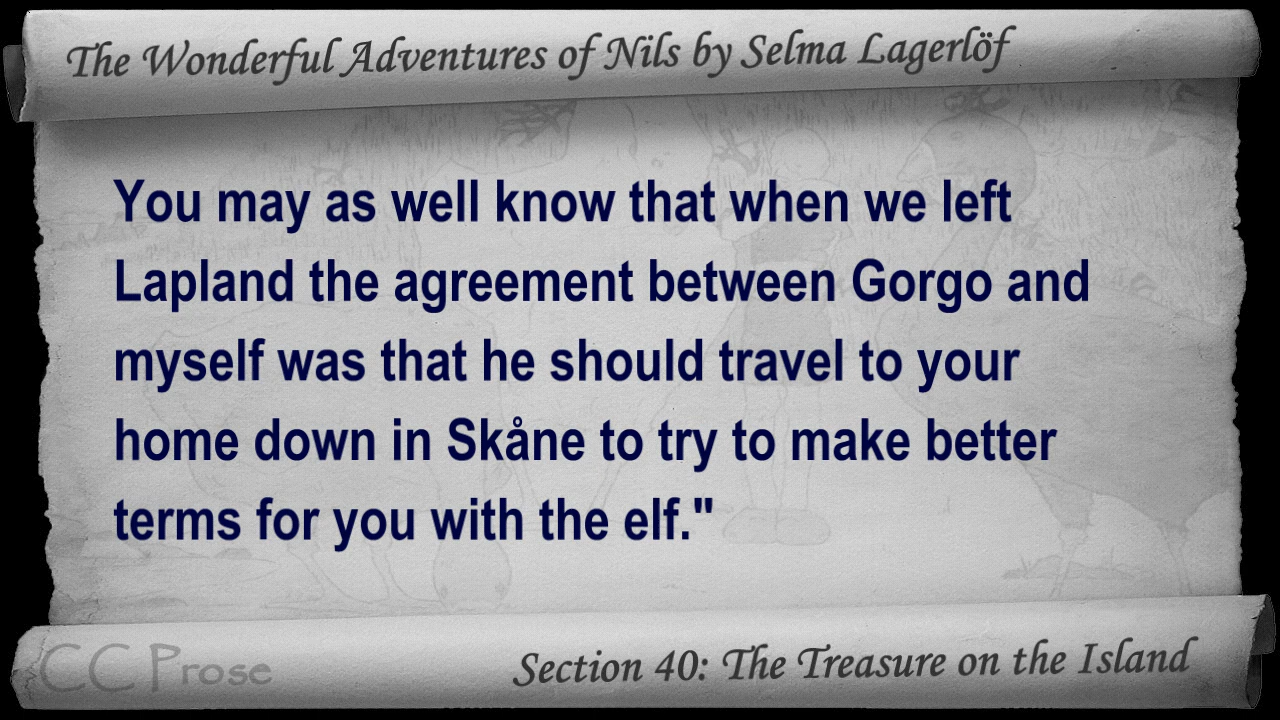 The Wonderful Adventures of Nils by Selma Lagerlöf
You may as well know that when we left
Lapland the agreement between Gorgo and
myself was that he should travel to your
home down in Skåne to try to make better
terms for you with the elf."
CC Prose
Section 40: The Treasure on the Island